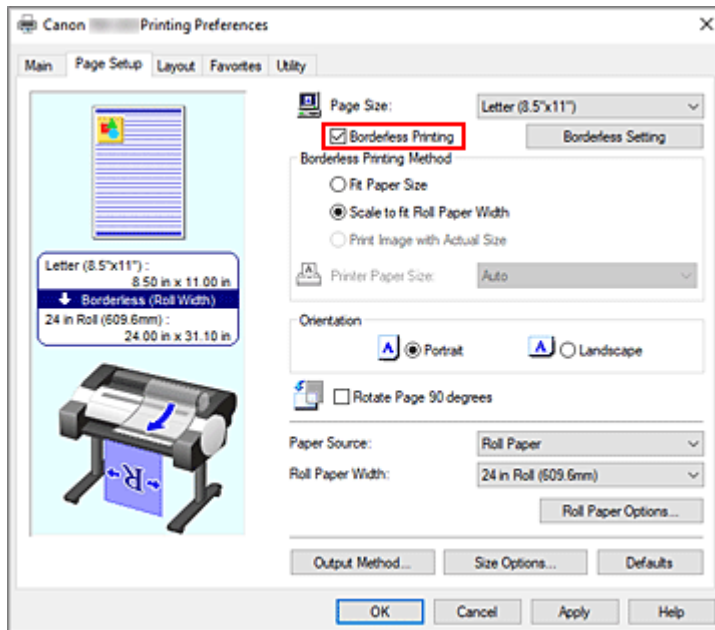 Canon Printing Preferences
Main Page Setup Layout Favorites Utility
Page Size: Letter (8.5"x11")
Borderless Printing Borderless Setting
Borderless Printing Method
Fit Paper Size
Scale to fit Roll Paper Width
Print Image with Actual Size
Printer Paper Size: Auto
Letter (8.5"x11") :
8.50 in x 11.00 in
Borderless (Roll Width)
24 in Roll (609.6mm) :
24.00 in x 31.10 in
R
Orientation
A Portrait A Landscape
Rotate Page 90 degrees
Paper Source: Roll Paper
Roll Paper Width: 24 in Roll (609.6mm)
Roll Paper Options...
Output Method... Size Options... Defaults
OK Cancel Apply Help